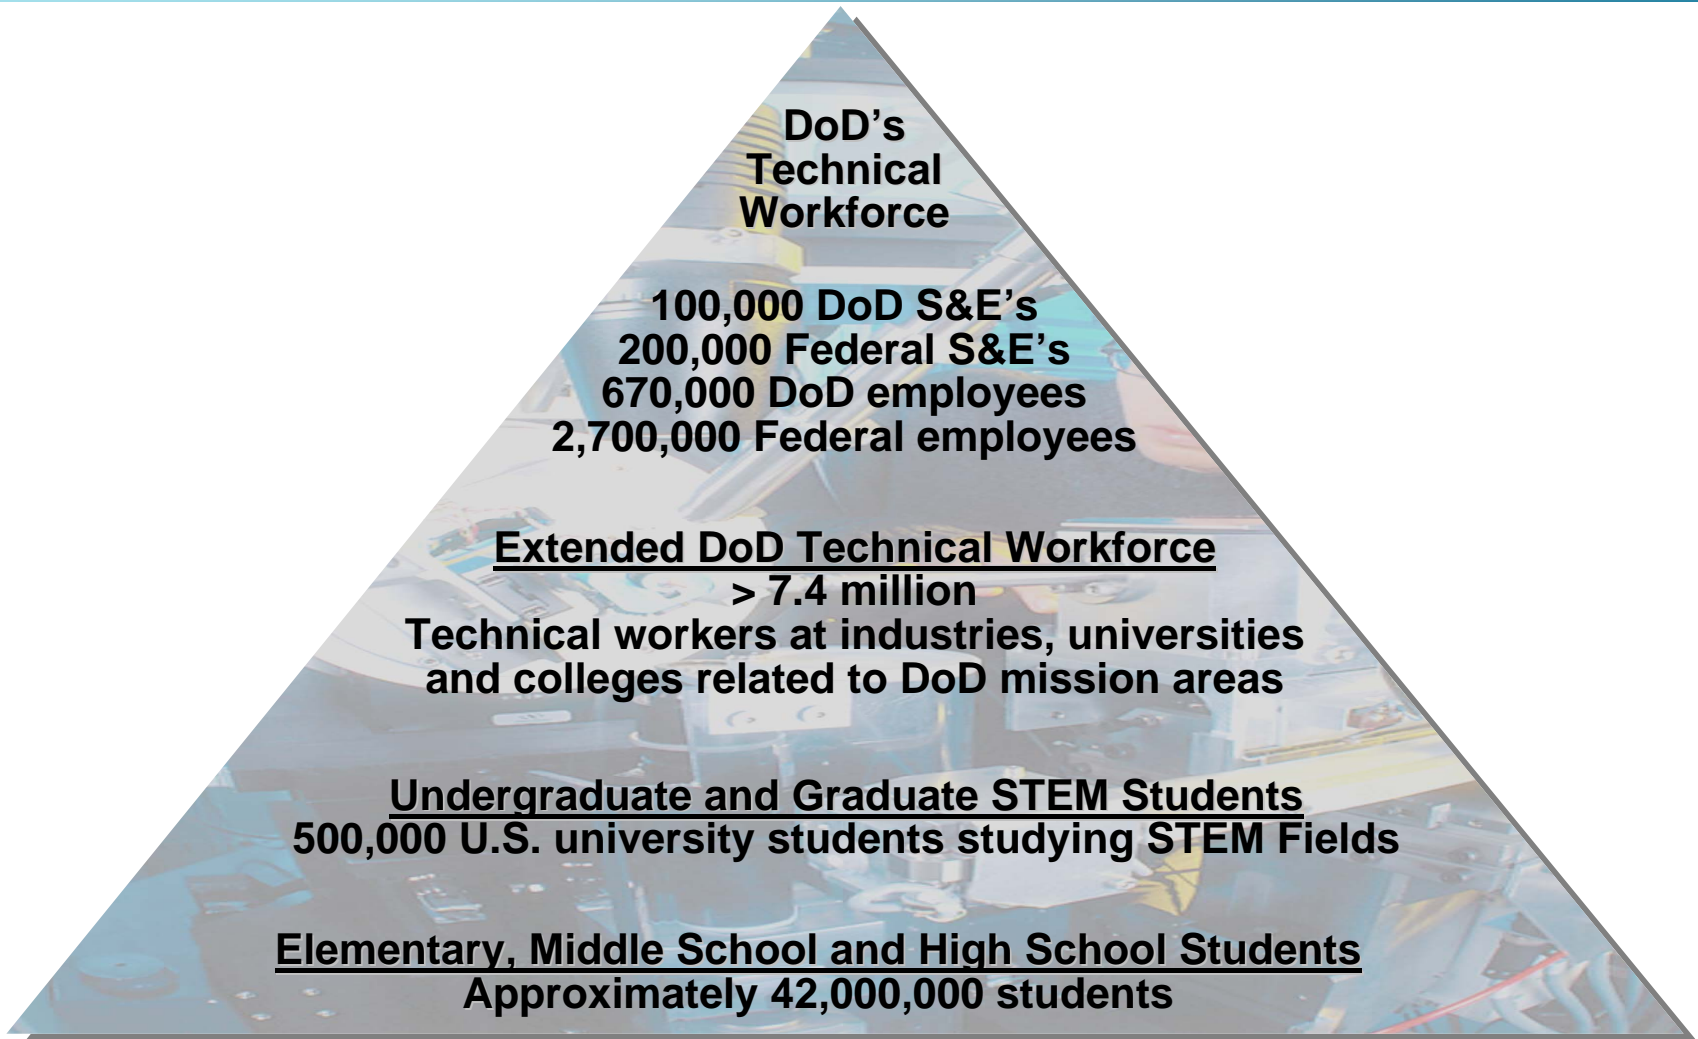 DoD’s
Technical
Workforce
100,000 DoD S&E’s
200,000 Federal S&E’s
670,000 DoD employees
2,700,000 Federal employees
Extended DoD Technical Workforce
> 7.4 million
Technical workers at industries, universities
and colleges related to DoD mission areas
Undergraduate and Graduate STEM Students
500,000 U.S. university students studying STEM Fields
Elementary, Middle School and High School Students
Approximately 42,000,000 students